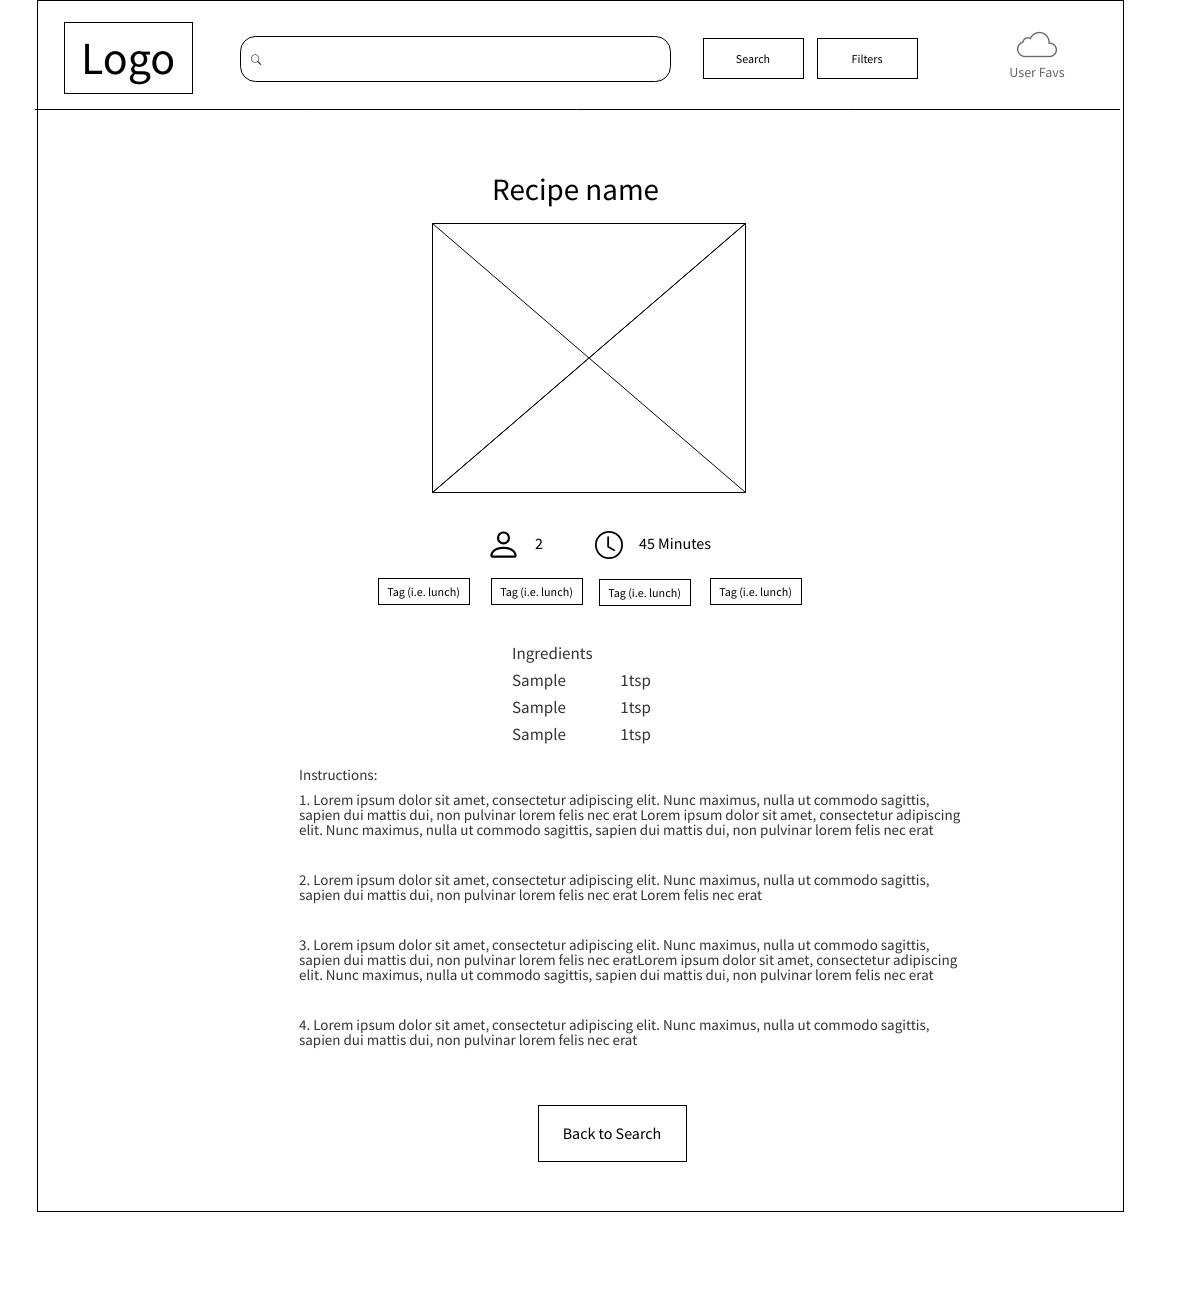 Logo
Search
Filters
User Favs
Recipe name
2
45 Minutes
Tag (i.e. lunch)
Tag (i.e. lunch)
Tag (i.e. lunch)
Tag (i.e. lunch)
Ingredients
Sample 1tsp
Sample 1tsp
Sample 1tsp
Instructions:
1. Lorem ipsum dolor sit amet, consectetur adipiscing elit. Nunc maximus, nulla ut commodo sagittis,
sapien dui mattis dui, non pulvinar lorem felis nec erat Lorem ipsum dolor sit amet, consectetur adipiscing
elit. Nunc maximus, nulla ut commodo sagittis, sapien dui mattis dui, non pulvinar lorem felis nec erat
2. Lorem ipsum dolor sit amet, consectetur adipiscing elit. Nunc maximus, nulla ut commodo sagittis,
sapien dui mattis dui, non pulvinar lorem felis nec erat Lorem felis nec erat
3. Lorem ipsum dolor sit amet, consectetur adipiscing elit. Nunc maximus, nulla ut commodo sagittis,
sapien dui mattis dui, non pulvinar lorem felis nec eratLorem ipsum dolor sit amet, consectetur adipiscing
elit. Nunc maximus, nulla ut commodo sagittis, sapien dui mattis dui, non pulvinar lorem felis nec erat
4. Lorem ipsum dolor sit amet, consectetur adipiscing elit. Nunc maximus, nulla ut commodo sagittis,
sapien dui mattis dui, non pulvinar lorem felis nec erat
Back to Search